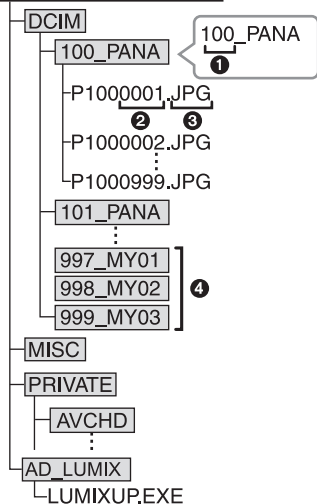 DCIM
100_PANA
100_PANA
❶
P1000001.JPG
❷ ❸
P1000002.JPG
P1000999.JPG
101_PANA
997_MY01
998_MY02
999_MY03
❹
MISC
PRIVATE
AVCHD
AD_LUMIX
LUMIXUP.EXE